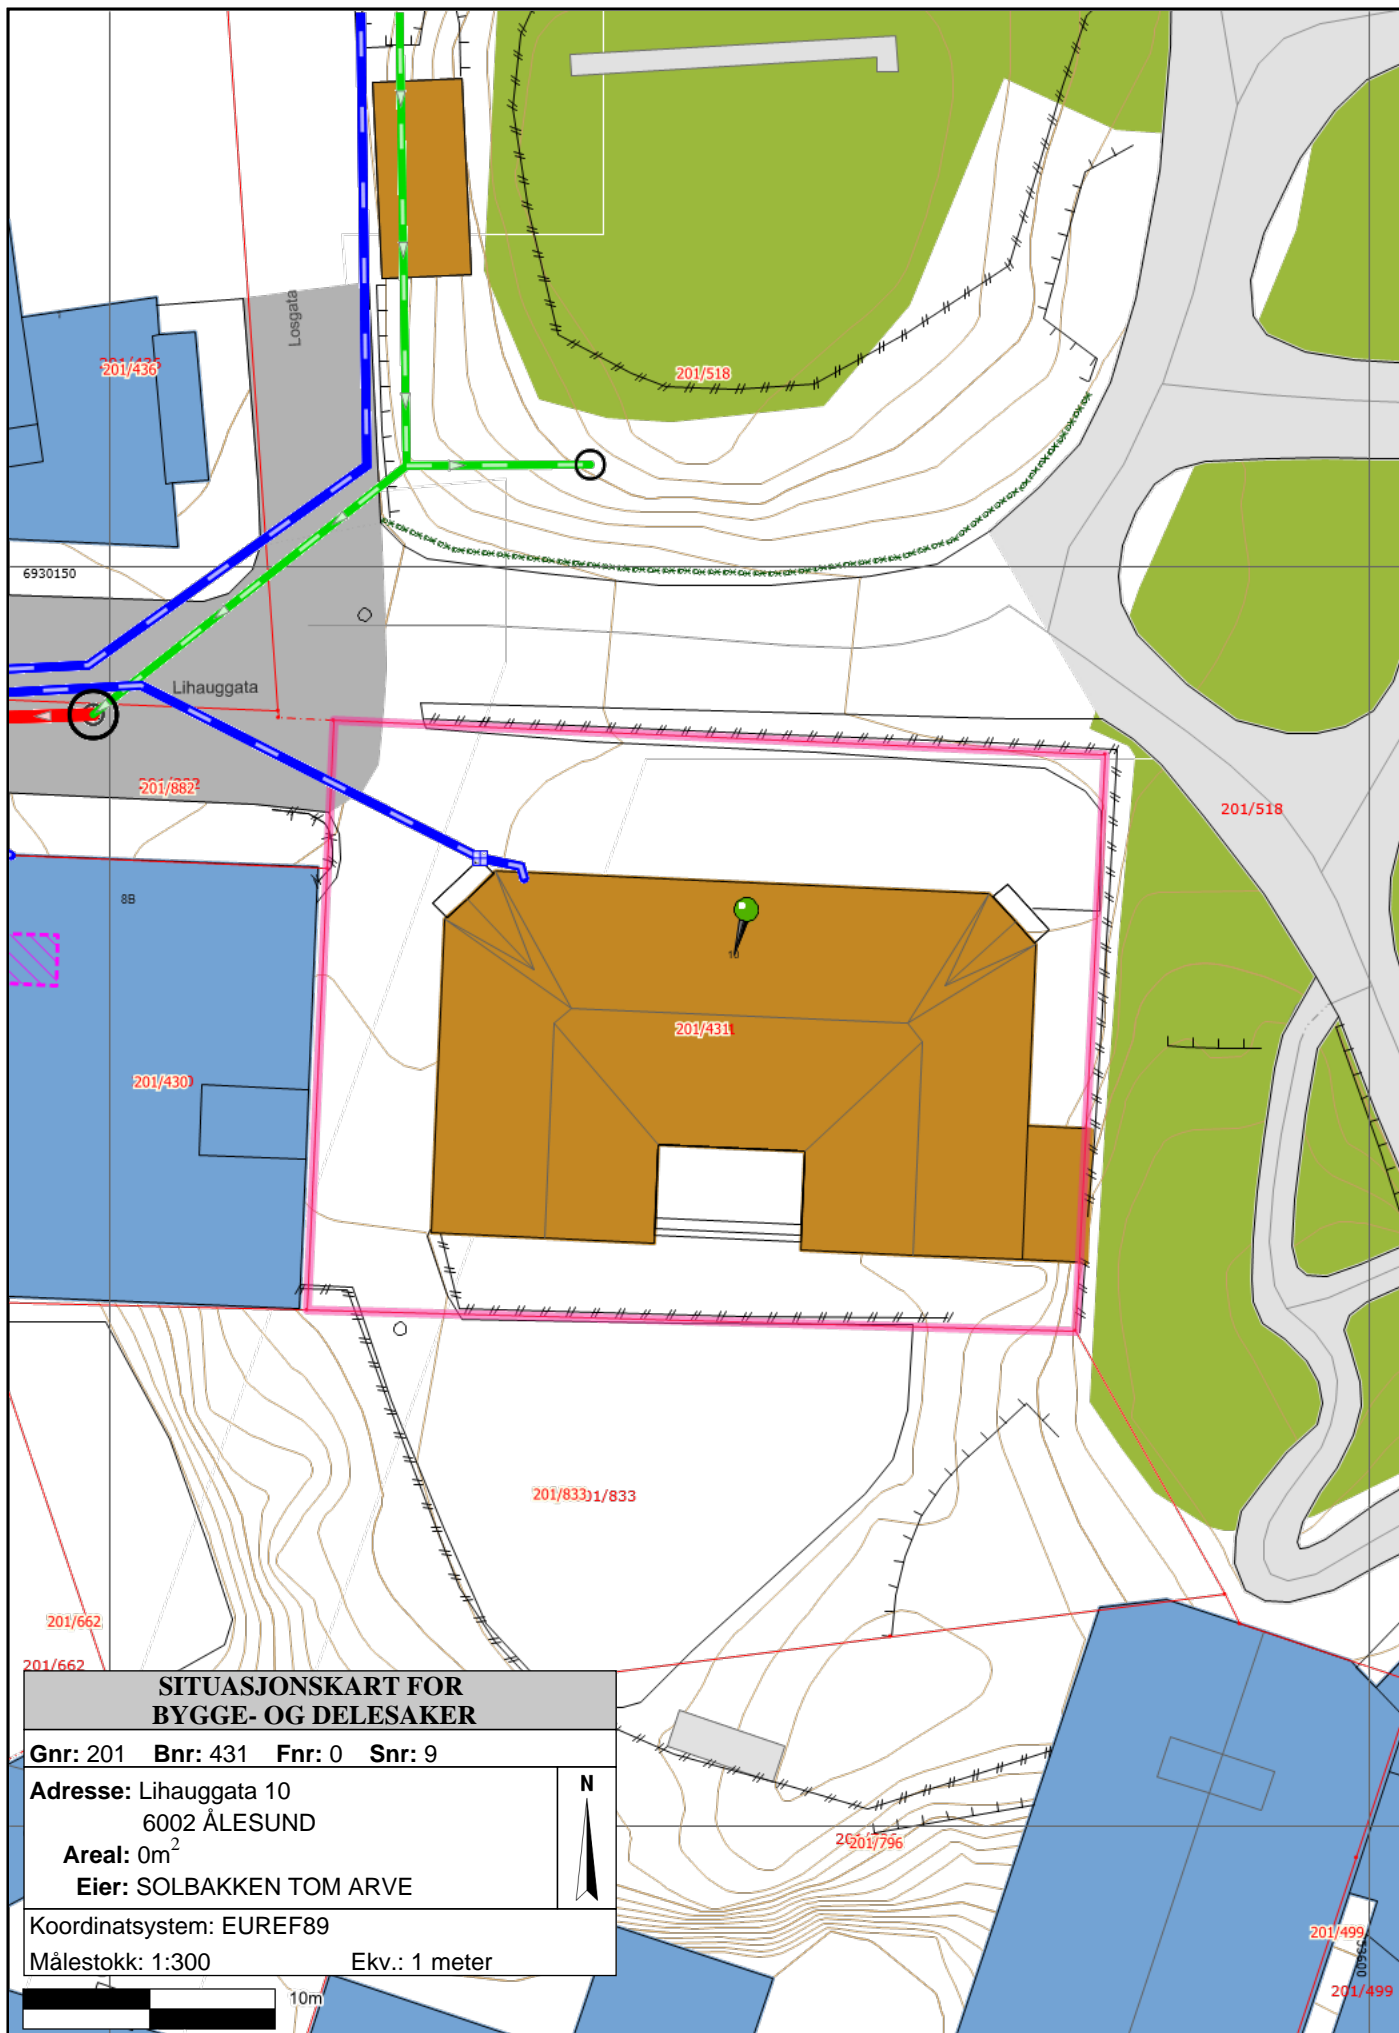 Losgata
201/436
201/518
6930150
Lihauggata
201/882
201/518
8B
10
201/431
201/430
201/833
201/833
201/662
201/662
SITUASJONSKART FOR
BYGGE- OG DELESAKER
Gnr: 201 Bnr: 431 Fnr: 0 Snr: 9
Adresse: Lihauggata 10
6002 ÅLESUND
Areal: 0m²
Eier: SOLBAKKEN TOM ARVE
N
Koordinatsystem: EUREF89
Målestokk: 1:300 Ekv.: 1 meter
10m
201/796
201/499
201/499